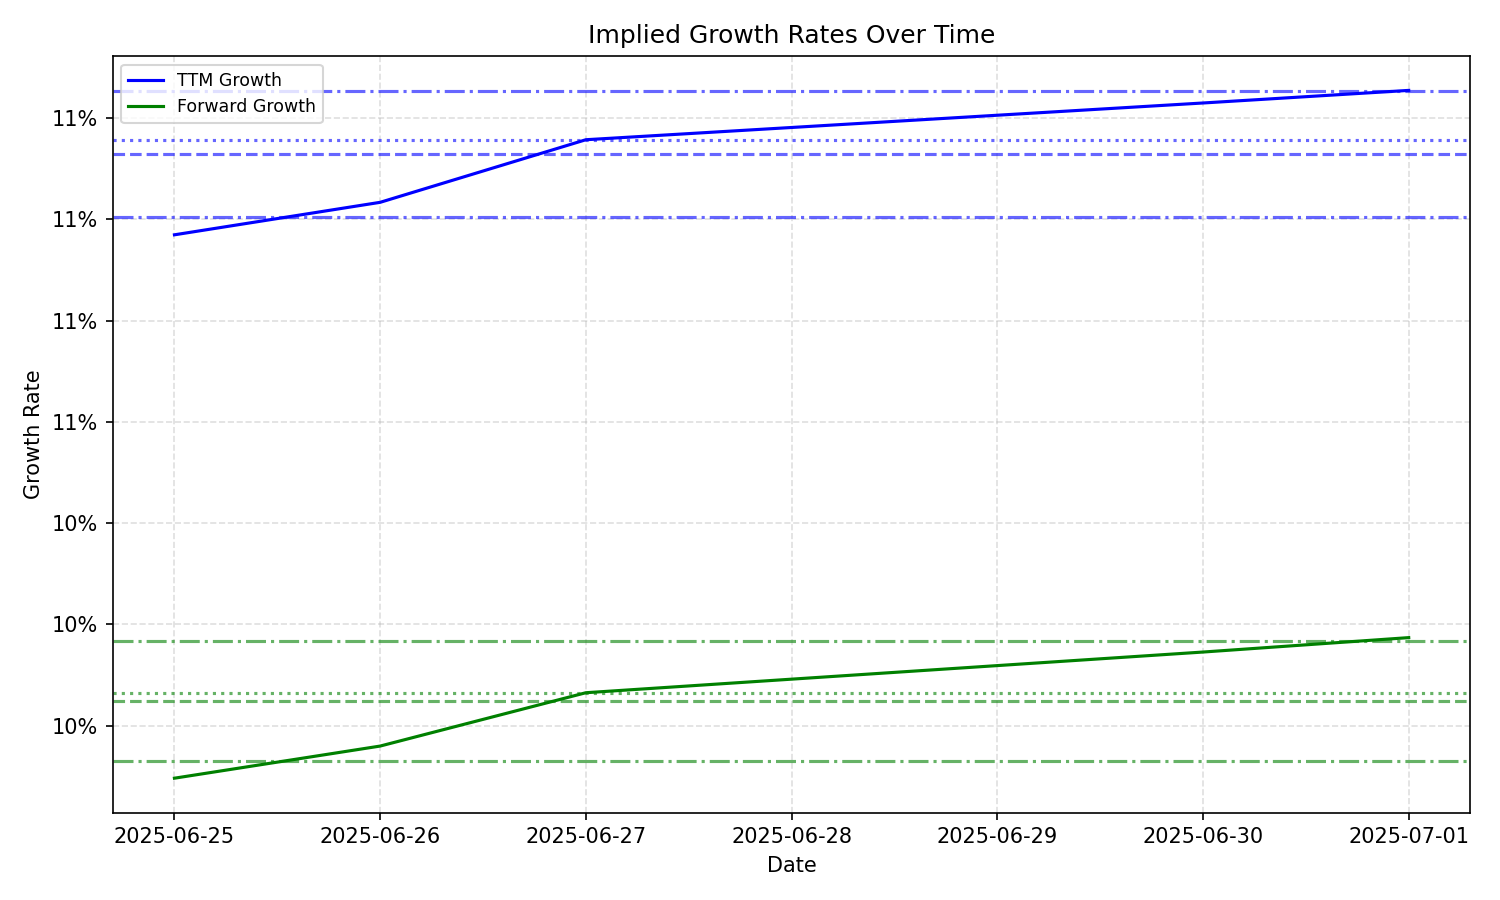 Implied Growth Rates Over Time
TTM Growth
Forward Growth
11%
11%
11%
11%
10%
10%
10%
Growth Rate
2025-06-25
2025-06-26
2025-06-27
2025-06-28
2025-06-29
2025-06-30
2025-07-01
Date